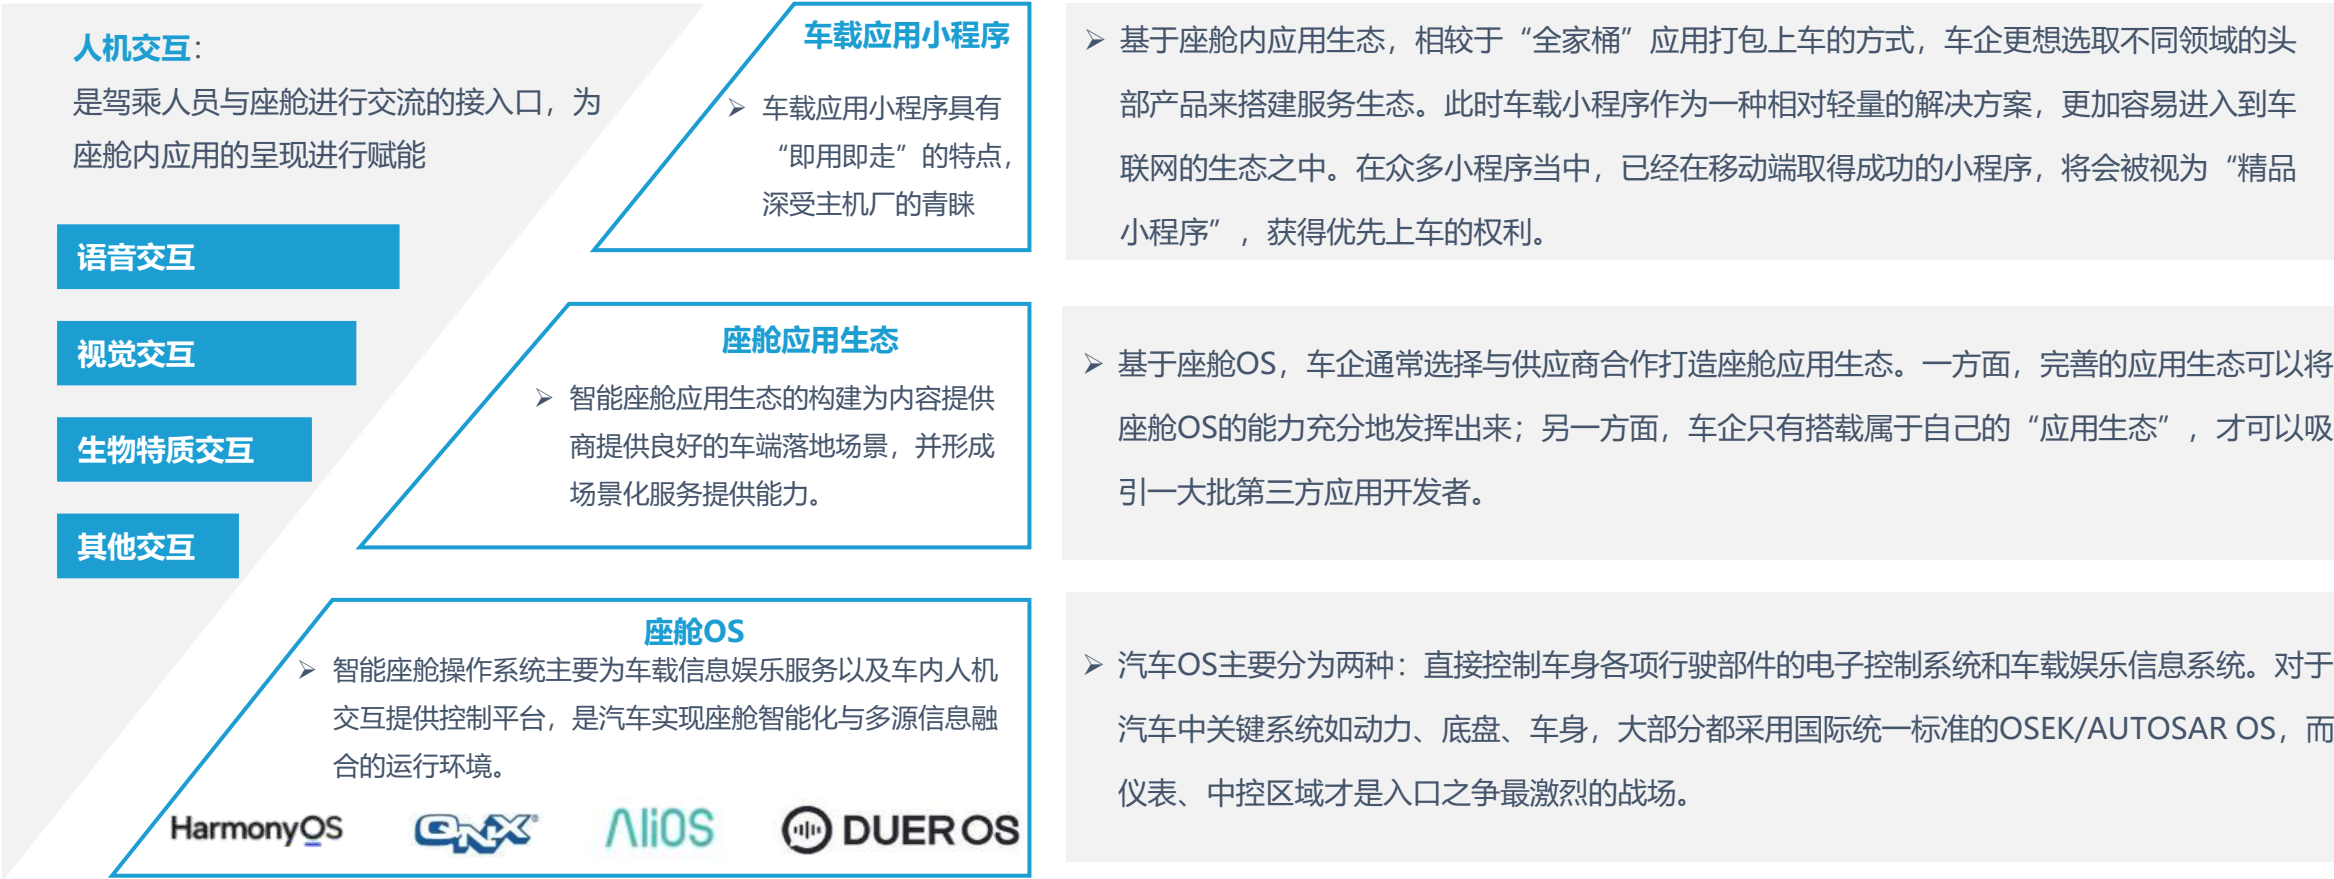 人机交互：
是驾乘人员与座舱进行交流的接入口，为
座舱内应用的呈现进行赋能
语音交互
视觉交互
生物特质交互
其他交互
车载应用小程序
➢ 车载应用小程序具有
“即用即走”的特点，
深受主机厂的青睐
➢ 基于座舱内应用生态，相较于“全家桶”应用打包上车的方式，车企更想选取不同领域的头
部产品来搭建服务生态。此时车载小程序作为一种相对轻量的解决方案，更加容易进入到车
联网的生态之中。在众多小程序当中，已经在移动端取得成功的小程序，将会被视为“精品
小程序”，获得优先上车的权利。
座舱应用生态
➢ 智能座舱应用生态的构建为内容提供
商提供良好的车端落地场景，并形成
场景化服务提供能力。
➢ 基于座舱OS，车企通常选择与供应商合作打造座舱应用生态。一方面，完善的应用生态可以将
座舱OS的能力充分地发挥出来；另一方面，车企只有搭载属于自己的“应用生态”，才可以吸
引一大批第三方应用开发者。
座舱OS
➢ 智能座舱操作系统主要为车载信息娱乐服务以及车内人机
交互提供控制平台，是汽车实现座舱智能化与多源信息融
合的运行环境。
HarmonyOS QNX AliOS DUER OS
➢ 汽车OS主要分为两种：直接控制车身各项行驶部件的电子控制系统和车载娱乐信息系统。对于
汽车中关键系统如动力、底盘、车身，大部分都采用国际统一标准的OSEK/AUTOSAR OS，而
仪表、中控区域才是入口之争最激烈的战场。